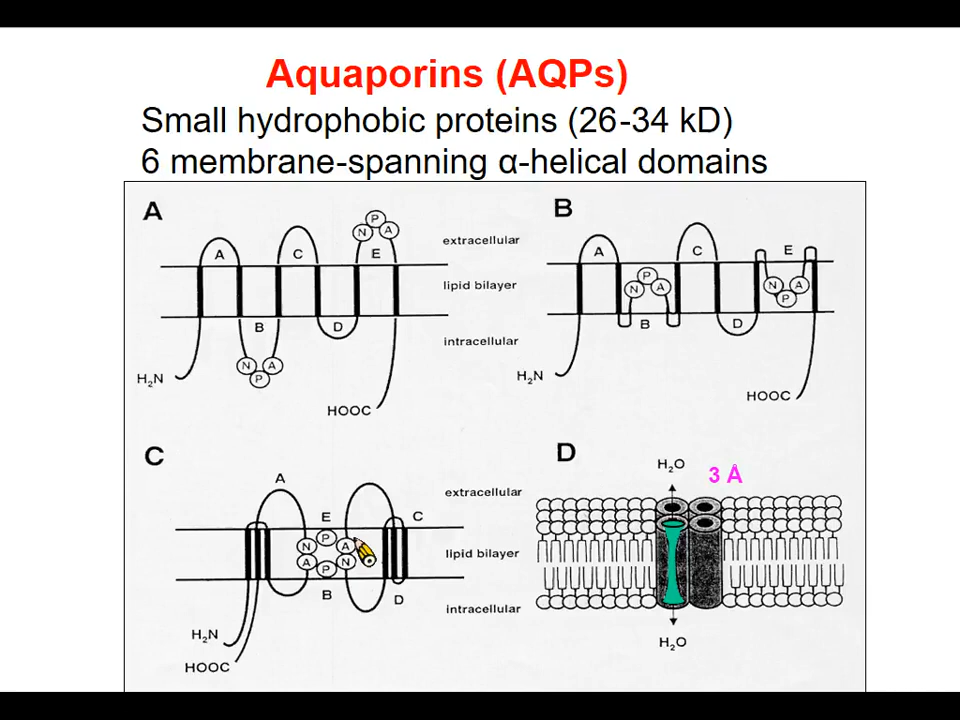 Aquaporins (AQPs)
Small hydrophobic proteins (26-34 kD)
6 membrane-spanning α-helical domains
A
A
B
C
D
E
N
P
A
N
P
A
H₂N
HOOC
extracellular
lipid bilayer
intracellular
B
A
B
C
D
E
N
P
A
N
P
A
H₂N
HOOC
C
A
E
C
N
P
A
A
P
N
B
D
H₂N
HOOC
extracellular
lipid bilayer
intracellular
D
H₂O
3 Å
H₂O